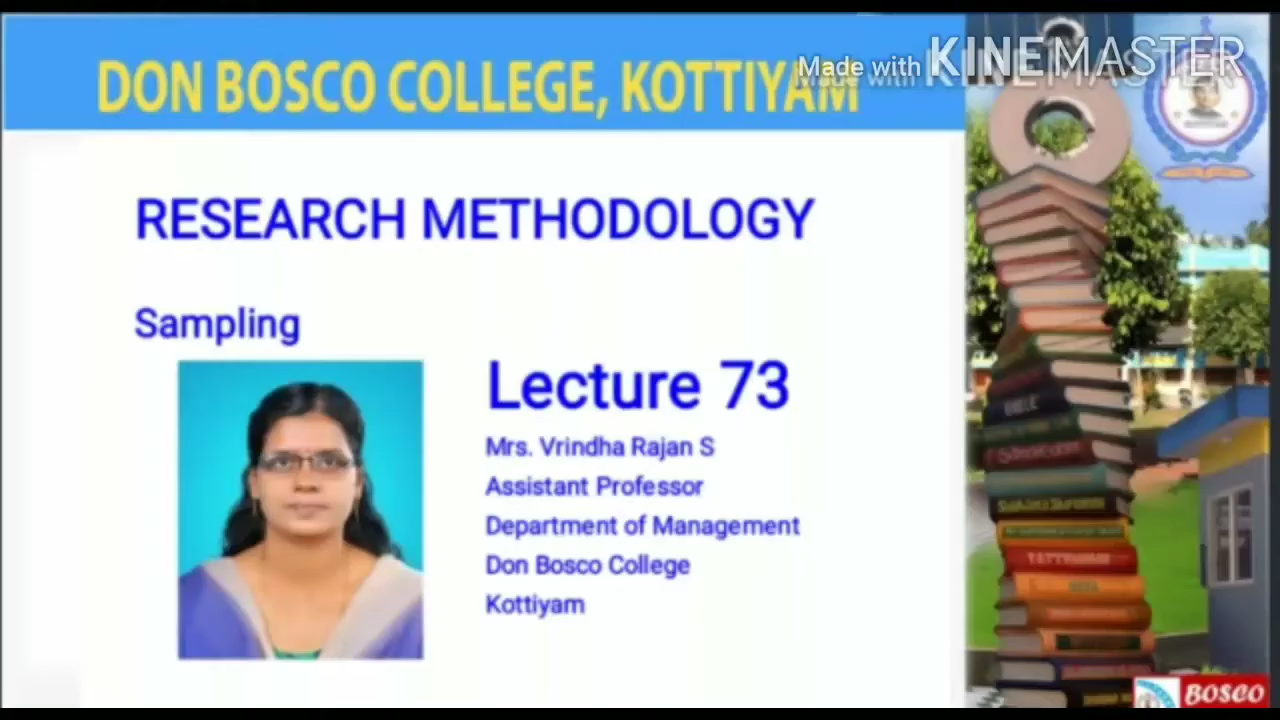 Made with KINEMASTER
DON BOSCO COLLEGE, KOTTIYAM
RESEARCH METHODOLOGY
Sampling
Lecture 73
Mrs. Vrindha Rajan S
Assistant Professor
Department of Management
Don Bosco College
Kottiyam
BOSCO